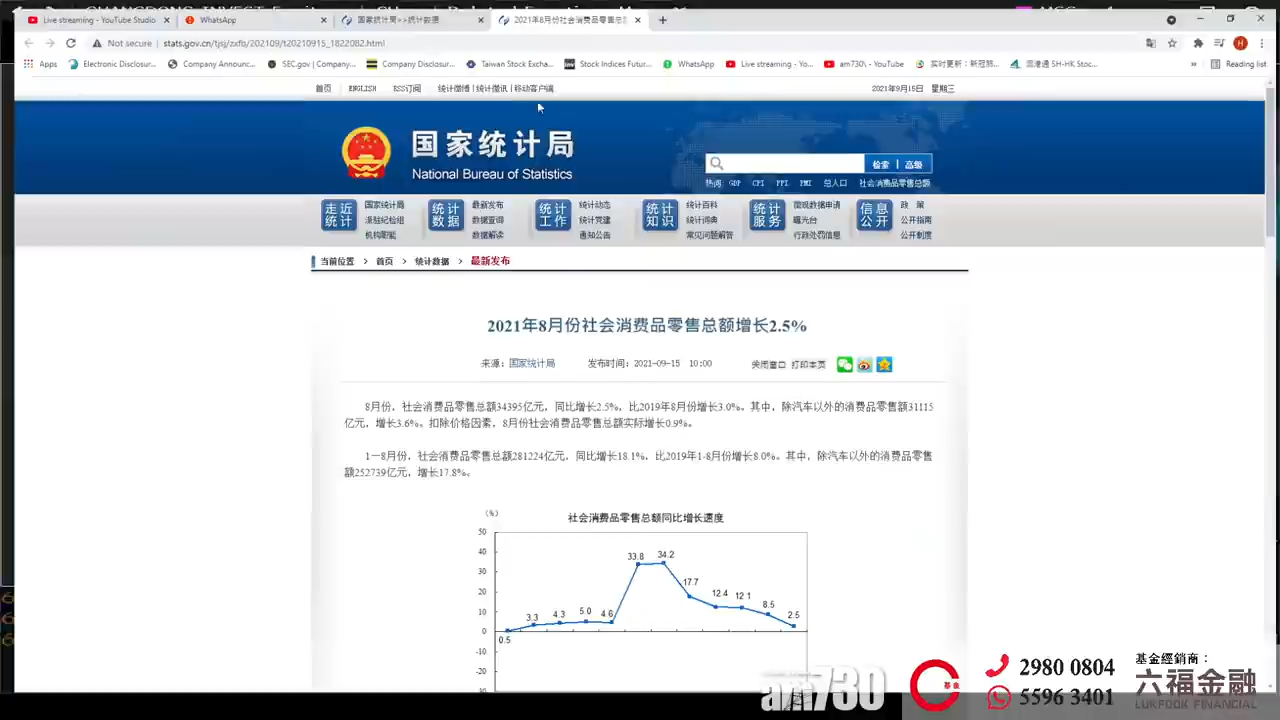 Live streaming - YouTube Studio
WhatsApp
国家统计局>>统计数据
2021年8月份社会消费品零售总
Not secure | stats.gov.cn/tjsj/zxfb/202109/t20210915_1822082.html
Apps
Electronic Disclosur...
Company Announc...
SEC.gov | Company...
Company Disclosur...
Taiwan Stock Excha...
Stock Indices Futur...
WhatsApp
Live streaming - Yo...
am730\ - YouTube
实时更新：新冠肺...
沪港通 SH-HK Stoc...
»
Reading list
首页 ENGLISH RSS订阅 统计微博 | 统计微讯 | 移动客户端
2021年9月15日 星期三
国家统计局
National Bureau of Statistics
检索 | 高级
热词: GDP CPI PPI PMI 总人口 社会消费品零售总额
走近统计
国家统计局
派驻纪检组
机构职能
统计数据
最新发布
数据查询
数据解读
统计工作
统计动态
统计党建
通知公告
统计知识
统计百科
统计词典
常见问题解答
统计服务
微观数据申请
曝光台
行政处罚信息
信息公开
政 策
公开指南
公开制度
当前位置 > 首页 > 统计数据 > 最新发布
2021年8月份社会消费品零售总额增长2.5%
来源：国家统计局 发布时间：2021-09-15 10:00 关闭窗口 打印本页
8月份，社会消费品零售总额34395亿元，同比增长2.5%，比2019年8月份增长3.0%。其中，除汽车以外的消费品零售额31115
亿元，增长3.6%。扣除价格因素，8月份社会消费品零售总额实际增长0.9%。
1—8月份，社会消费品零售总额281224亿元，同比增长18.1%，比2019年1-8月份增长8.0%。其中，除汽车以外的消费品零售
额252739亿元，增长17.8%。
(%)
社会消费品零售总额同比增长速度
50
40
30
20
10
0
-10
-20
0.5
3.3
4.3
5.0
4.6
33.8
34.2
17.7
12.4
12.1
8.5
2.5
am730
基金
2980 0804
5596 3401
基金經銷商：
六福金融
LUKFOOK FINANCIAL